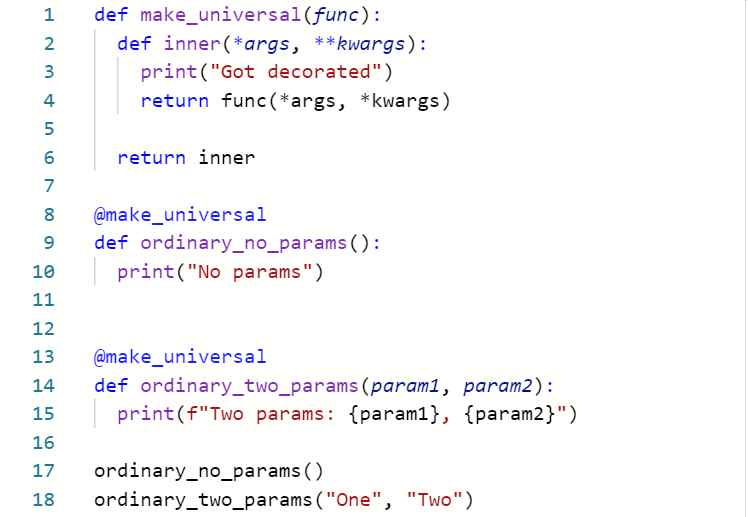 1 def make_universal(func):
2   def inner(*args, **kwargs):
3     print("Got decorated")
4     return func(*args, *kwargs)
5
6   return inner
7
8 @make_universal
9 def ordinary_no_params():
10   print("No params")
11
12
13 @make_universal
14 def ordinary_two_params(param1, param2):
15   print(f"Two params: {param1}, {param2}")
16
17 ordinary_no_params()
18 ordinary_two_params("One", "Two")